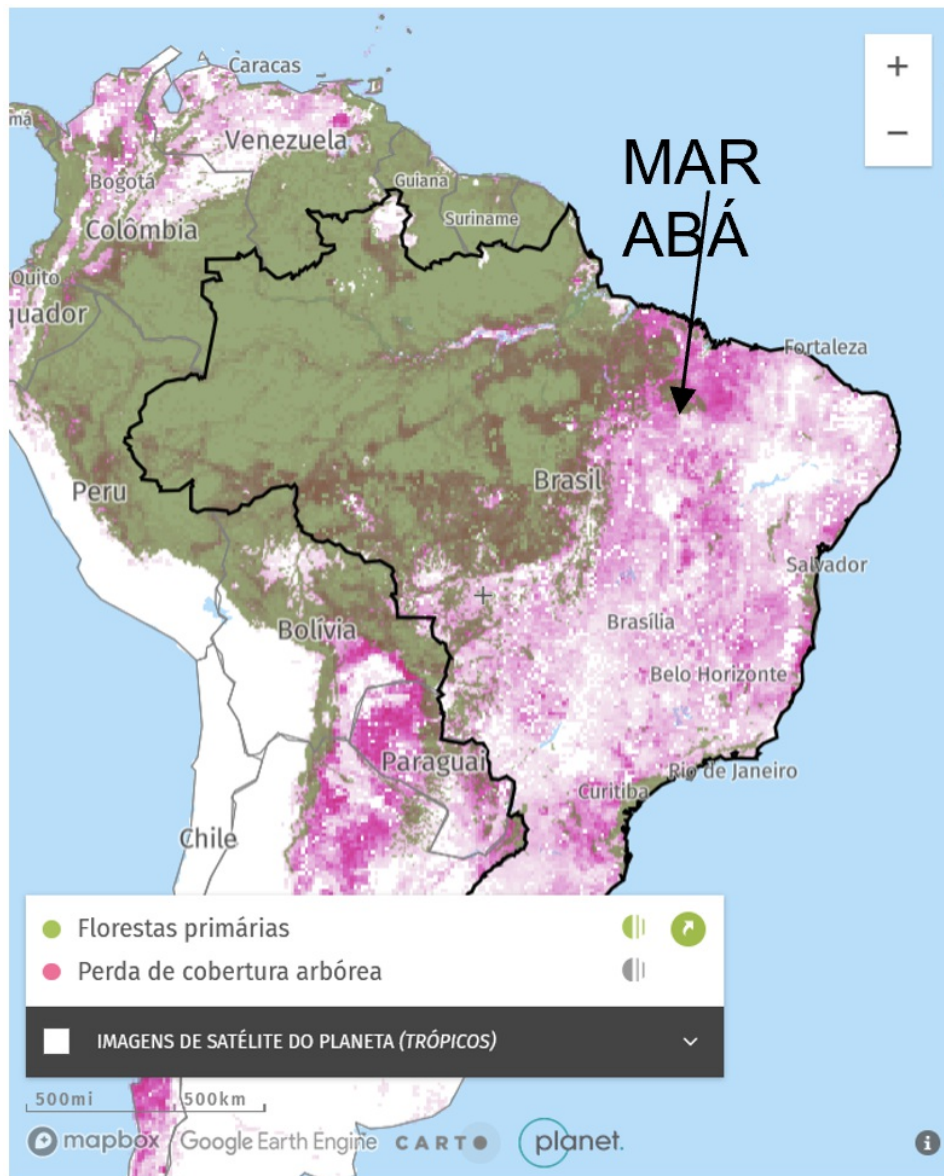 Caracas
má
Venezuela
Bogotá
Guiana
Colômbia
Suriname
MAR
ABÁ
Quito
quador
Fortaleza
Brasil
Peru
Salvador
Bolívia
Brasília
Belo Horizonte
Paraguai
Rio de Janeiro
Curitiba
Chile
+
−
Florestas primárias
Perda de cobertura arbórea
IMAGENS DE SATÉLITE DO PLANETA (TRÓPICOS)
500mi 500km
mapbox Google Earth Engine CARTO planet. i